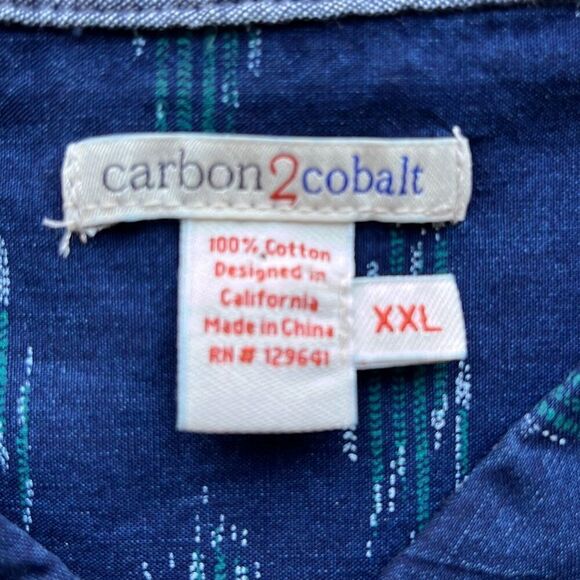 carbon2cobalt
100% Cotton
Designed in
California
Made in China
RN # 129641
XXL